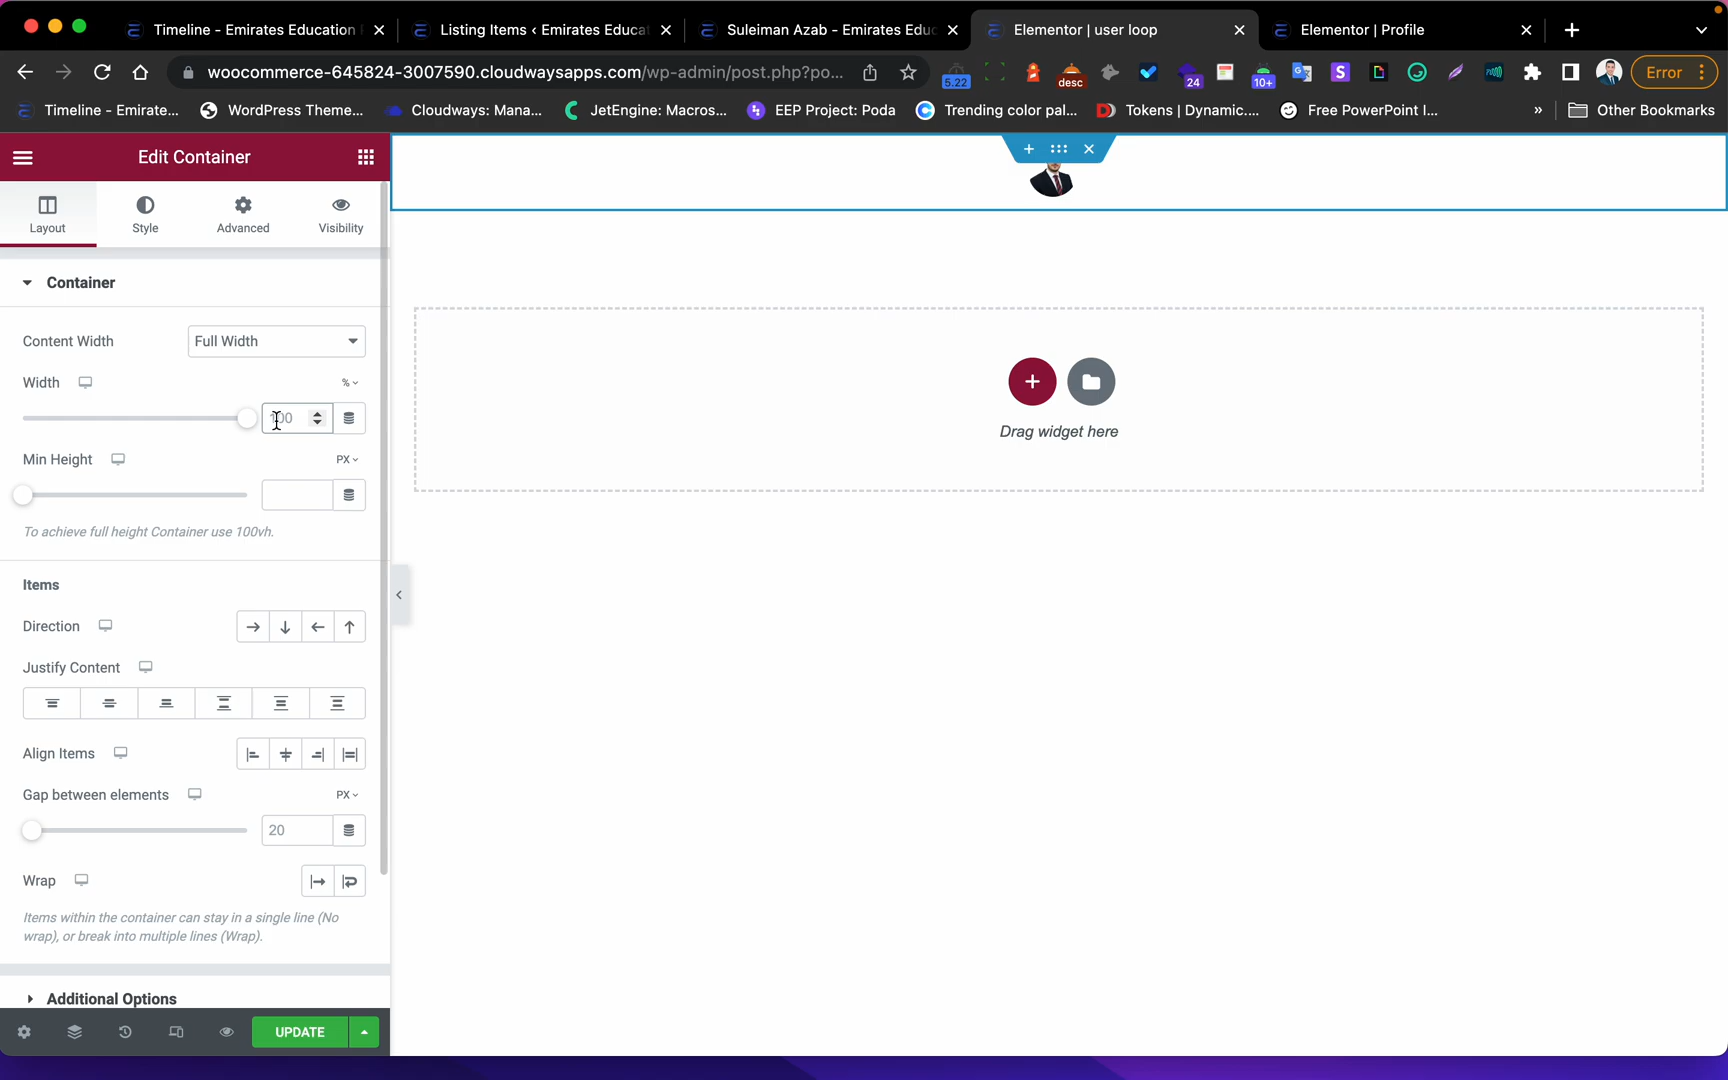 Timeline - Emirates Education
Listing Items ‹ Emirates Educat
Suleiman Azab - Emirates Educ
Elementor | user loop
Elementor | Profile
woocommerce-645824-3007590.cloudwaysapps.com/wp-admin/post.php?po...
5.22
desc
24
10+
Error
Timeline - Emirate...
WordPress Theme...
Cloudways: Mana...
JetEngine: Macros...
EEP Project: Poda
Trending color pal...
Tokens | Dynamic....
Free PowerPoint I...
»
Other Bookmarks
Edit Container
Layout
Style
Advanced
Visibility
Container
Content Width
Full Width
Width
%
100
Min Height
PX
To achieve full height Container use 100vh.
Items
Direction
Justify Content
Align Items
Gap between elements
PX
20
Wrap
Items within the container can stay in a single line (No
wrap), or break into multiple lines (Wrap).
Additional Options
UPDATE
Drag widget here